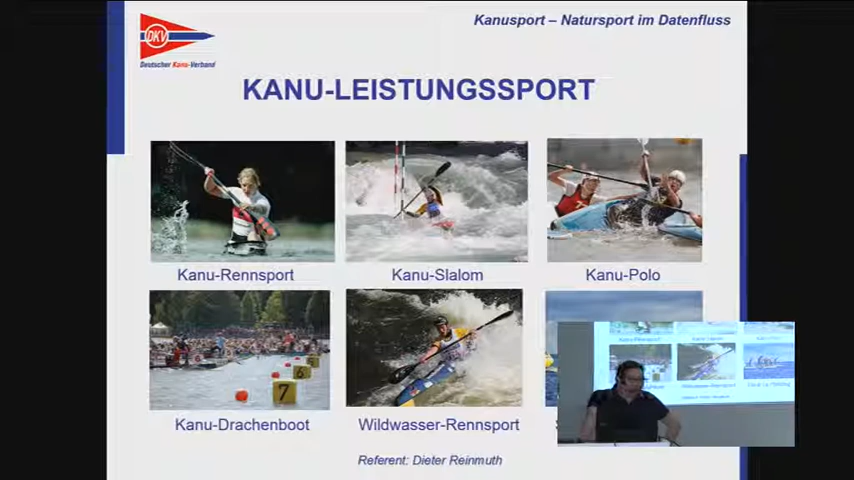 Kanusport – Natursport im Datenfluss
DKV
Deutscher Kanu-Verband
KANU-LEISTUNGSSPORT
Kanu-Rennsport
Kanu-Slalom
Kanu-Polo
6
7
Kanu-Drachenboot
Wildwasser-Rennsport
Referent: Dieter Reinmuth